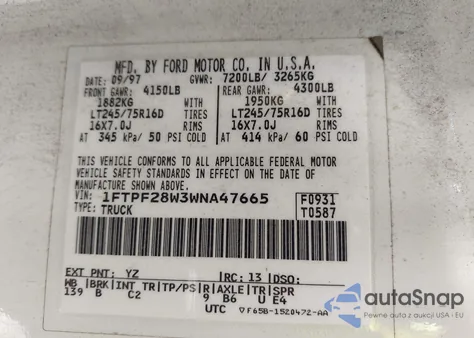 MFD. BY FORD MOTOR CO. IN U.S.A.
DATE: 09/97 GVWR: 7200LB/ 3265KG
FRONT GAWR: 4150LB REAR GAWR: 4300LB
1882KG WITH 1950KG WITH
LT245/75R16D TIRES LT245/75R16D TIRES
16X7.0J RIMS 16X7.0J RIMS
AT 345 kPa/ 50 PSI COLD AT 414 kPa/ 60 PSI COLD
THIS VEHICLE CONFORMS TO ALL APPLICABLE FEDERAL MOTOR
VEHICLE SAFETY STANDARDS IN EFFECT ON THE DATE OF
MANUFACTURE SHOWN ABOVE.
VIN: 1FTPF28W3WNA47665 F0931
TYPE: TRUCK T0587
EXT PNT: YZ RC: 13 DSO:
WB BRK INT TR TP/PS R AXLE TR SPR
139 B C2 9 B6 U E4
UTC ▽F65B-1520472-AA
autoSnap
Pewne auta z aukcji USA - EU